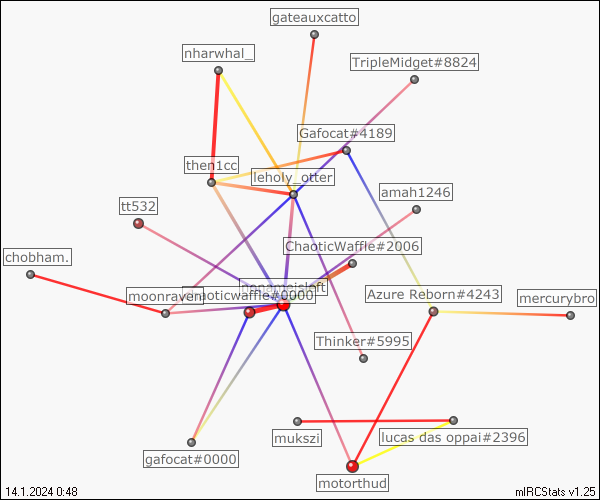 gateauxcatto
nharwhal_
TripleMidget#8824
Gafocat#4189
then1cc
leholy_otter
amah1246
tt532
ChaoticWaffle#2006
chobham.
nonameisleft
moonraven
chaoticwaffle#0000
Azure Reborn#4243
mercurybro
Thinker#5995
mukszi
lucas das oppai#2396
gafocat#0000
motorthud
14.1.2024 0:48
mIRCStats v1.25